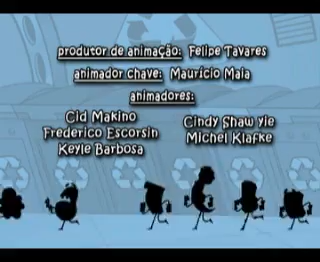 produtor de animação: Felipe Tavares
animador chave: Maurício Maia
animadores:
Cid Makino
Frederico Escorsin
Keyle Barbosa
Cindy Shaw Yie
Michel Klafke